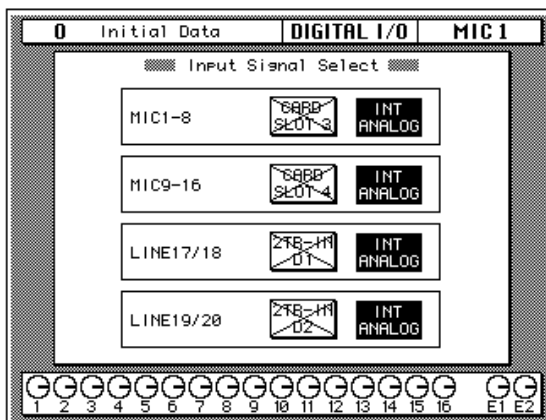 0 Initial Data DIGITAL I/O MIC 1
Input Signal Select
MIC1-8 CARD SLOT-3 INT ANALOG
MIC9-16 CARD SLOT-4 INT ANALOG
LINE17/18 2TR-IN D1 INT ANALOG
LINE19/20 2TR-IN D2 INT ANALOG
1 2 3 4 5 6 7 8 9 10 11 12 13 14 15 16 E1 E2